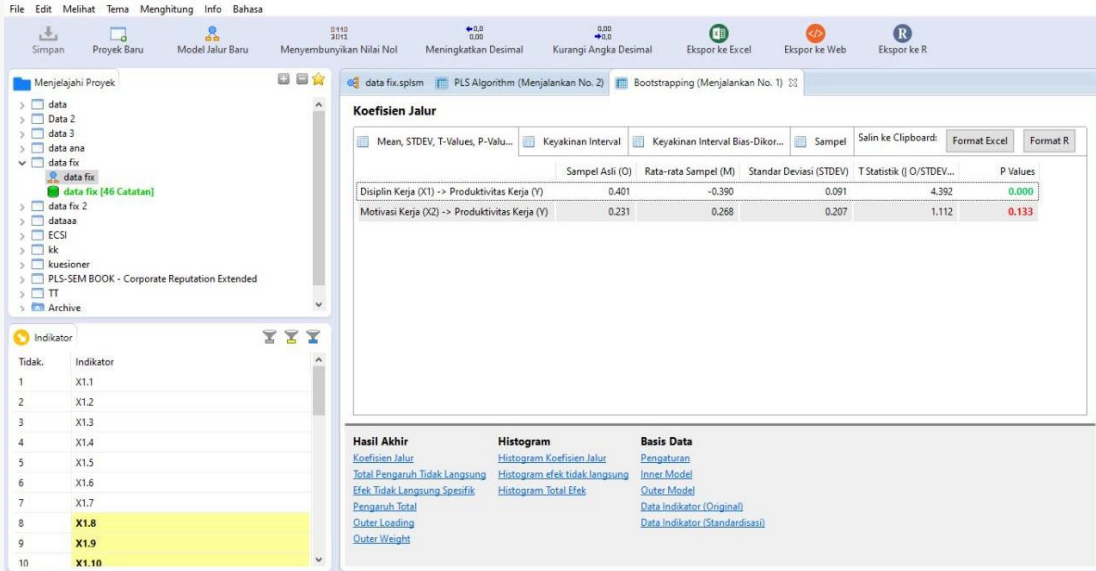 File Edit Melihat Tema Menghitung Info Bahasa
Simpan Proyek Baru Model Jalur Baru Menyembunyikan Nilai Nol Meningkatkan Desimal Kurangi Angka Desimal Ekspor ke Excel Ekspor ke Web Ekspor ke R
Menjelajahi Proyek
data
Data 2
data 3
data ana
data fix
data fix
data fix [46 Catatan]
data fix 2
dataaa
ECSI
kk
kuesioner
PLS-SEM BOOK - Corporate Reputation Extended
TT
Archive
Indikator
Tidak. Indikator
1 X1.1
2 X1.2
3 X1.3
4 X1.4
5 X1.5
6 X1.6
7 X1.7
8 X1.8
9 X1.9
10 X1.10
data fix.splsm PLS Algorithm (Menjalankan No. 2) Bootstrapping (Menjalankan No. 1)
Koefisien Jalur
Mean, STDEV, T-Values, P-Valu... Keyakinan Interval Keyakinan Interval Bias-Dikor... Sampel Salin ke Clipboard: Format Excel Format R
Sampel Asli (O) Rata-rata Sampel (M) Standar Deviasi (STDEV) T Statistik (| O/STDEV... P Values
Disiplin Kerja (X1) -> Produktivitas Kerja (Y) 0.401 -0.390 0.091 4.392 0.000
Motivasi Kerja (X2) -> Produktivitas Kerja (Y) 0.231 0.268 0.207 1.112 0.133
Hasil Akhir Histogram Basis Data
Koefisien Jalur Histogram Koefisien Jalur Pengaturan
Total Pengaruh Tidak Langsung Histogram efek tidak langsung Inner Model
Efek Tidak Langsung Spesifik Histogram Total Efek Outer Model
Pengaruh Total Data Indikator (Original)
Outer Loading Data Indikator (Standardisasi)
Outer Weight